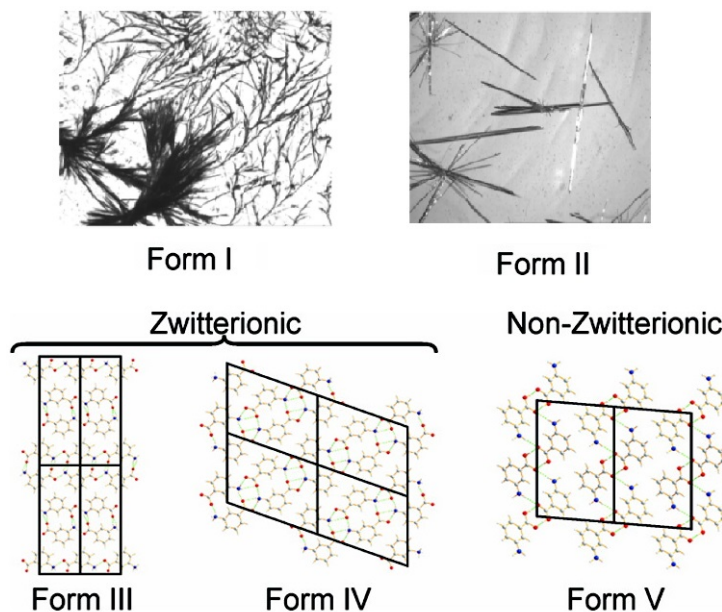 Form I
Form II
Zwitterionic
Non-Zwitterionic
Form III
Form IV
Form V